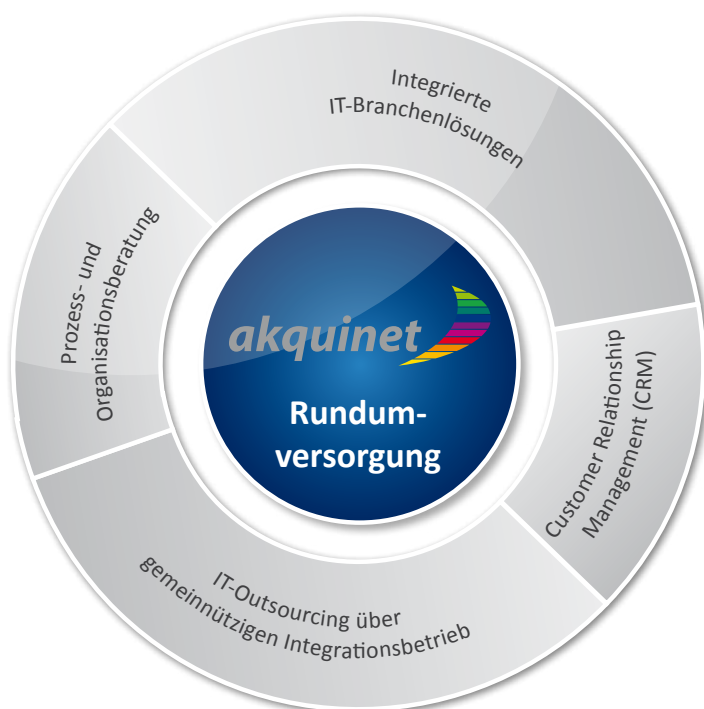 Integrierte
IT-Branchenlösungen
Prozess- und
Organisationsberatung
akquinet
Rundum-
versorgung
Customer Relationship
Management (CRM)
IT-Outsourcing über
gemeinnützigen Integrationsbetrieb